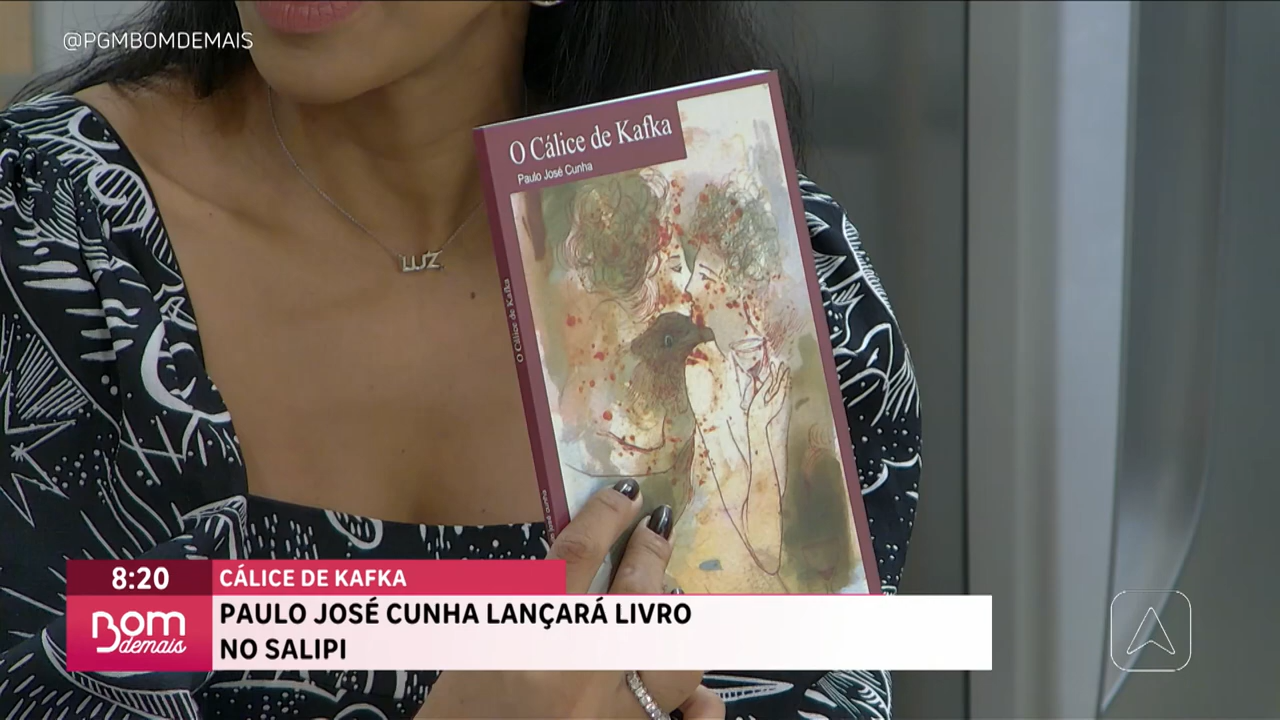 @PGMBOMDEMAIS
O Cálice de Kafka
Paulo José Cunha
O Cálice de Kafka
LUZ
8:20
CÁLICE DE KAFKA
Bom
demais
PAULO JOSÉ CUNHA LANÇARÁ LIVRO
NO SALIPI